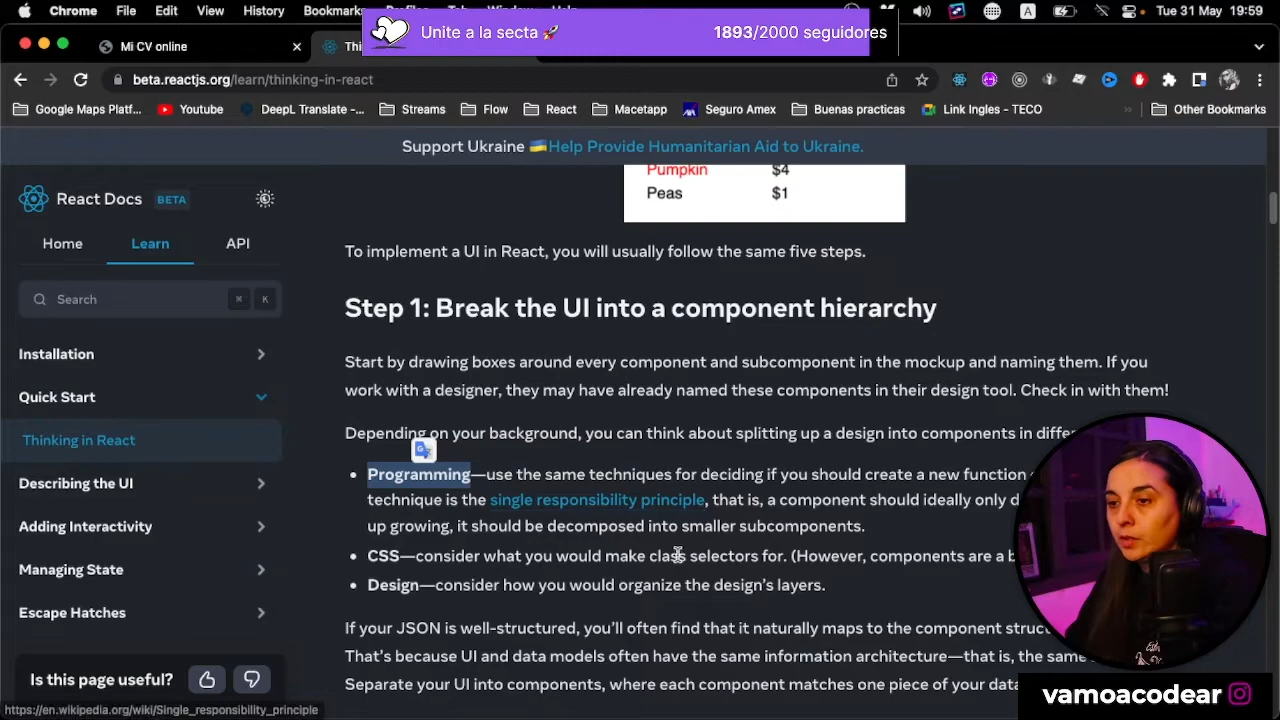 Chrome File Edit View History Bookmarks
A Tue 31 May 19:59
Unite a la secta 🚀 1893/2000 seguidores
Mi CV online
beta.reactjs.org/learn/thinking-in-react
Google Maps Platf... Youtube DeepL Translate -... Streams Flow React Macetapp Seguro Amex Buenas practicas Link Ingles - TECO » Other Bookmarks
Support Ukraine 🇺🇦 Help Provide Humanitarian Aid to Ukraine.
React Docs BETA
Home Learn API
Search ⌘ K
Installation
Quick Start
Thinking in React
Describing the UI
Adding Interactivity
Managing State
Escape Hatches
Is this page useful?
https://en.wikipedia.org/wiki/Single_responsibility_principle
Pumpkin $4
Peas $1
To implement a UI in React, you will usually follow the same five steps.
Step 1: Break the UI into a component hierarchy
Start by drawing boxes around every component and subcomponent in the mockup and naming them. If you
work with a designer, they may have already named these components in their design tool. Check in with them!
Depending on your background, you can think about splitting up a design into components in
• Programming—use the same techniques for deciding if you should create a new function
technique is the single responsibility principle, that is, a component should ideally only
up growing, it should be decomposed into smaller subcomponents.
• CSS—consider what you would make class selectors for. (However, components are a
• Design—consider how you would organize the design's layers.
If your JSON is well-structured, you'll often find that it naturally maps to the component
That's because UI and data models often have the same information architecture—that is, the same
Separate your UI into components, where each component matches one piece of your data
vamoacodear